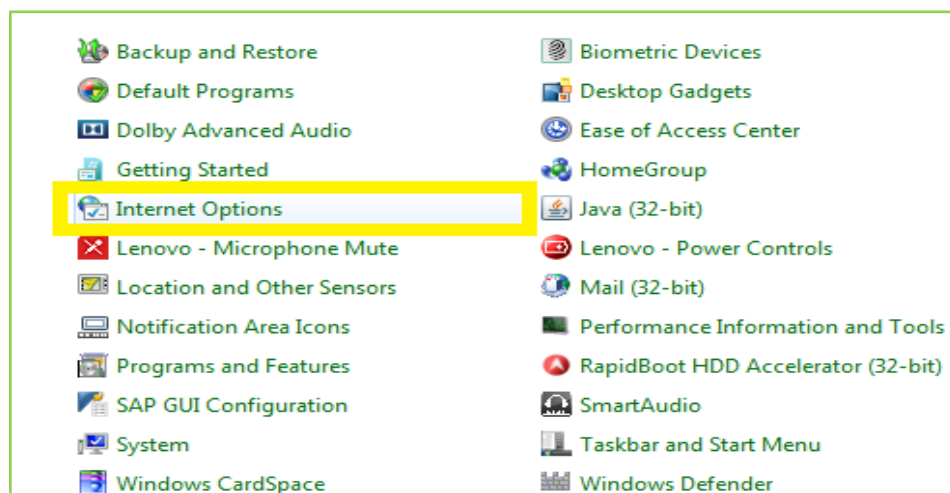 Backup and Restore
Biometric Devices
Default Programs
Desktop Gadgets
Dolby Advanced Audio
Ease of Access Center
Getting Started
HomeGroup
Internet Options
Java (32-bit)
Lenovo - Microphone Mute
Lenovo - Power Controls
Location and Other Sensors
Mail (32-bit)
Notification Area Icons
Performance Information and Tools
Programs and Features
RapidBoot HDD Accelerator (32-bit)
SAP GUI Configuration
SmartAudio
System
Taskbar and Start Menu
Windows CardSpace
Windows Defender